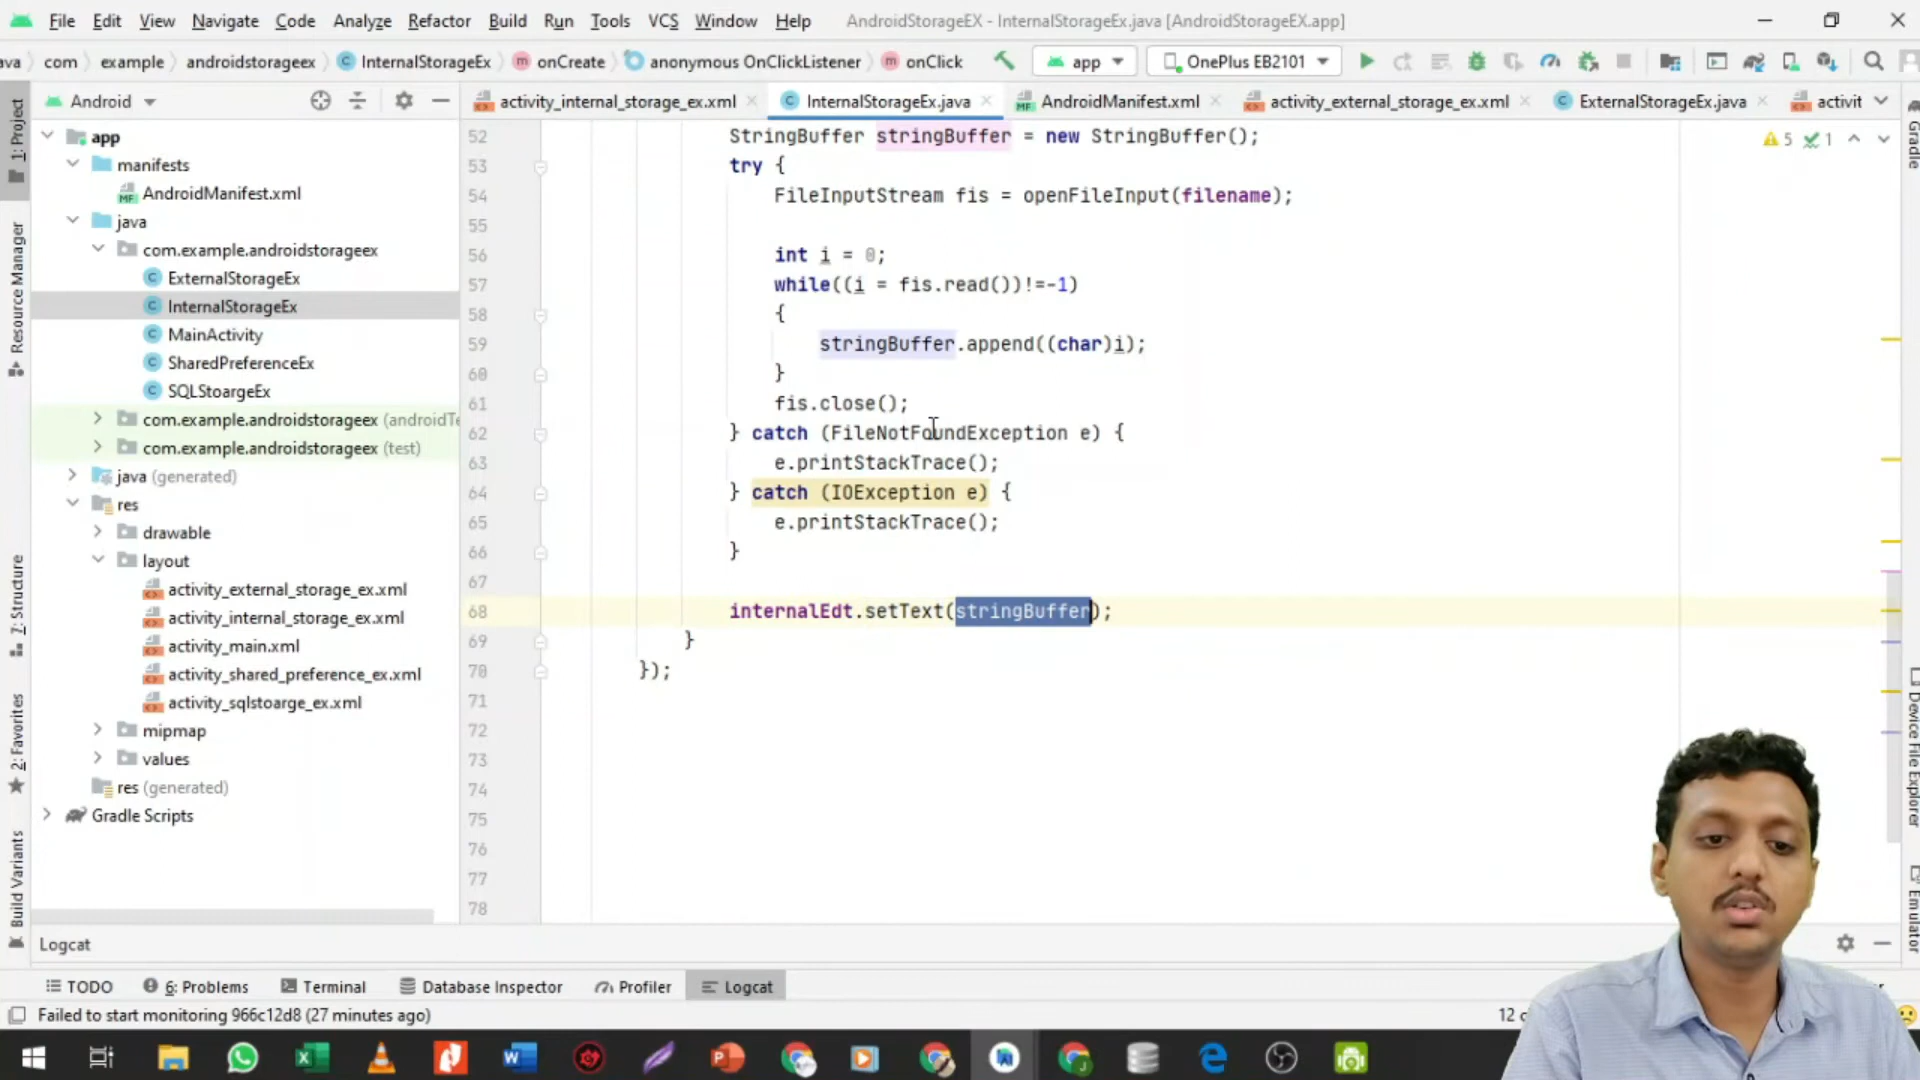 File Edit View Navigate Code Analyze Refactor Build Run Tools VCS Window Help AndroidStorageEX - InternalStorageEx.java [AndroidStorageEX.app]
ava com example androidstorageex InternalStorageEx onCreate anonymous OnClickListener onClick app OnePlus EB2101
Android activity_internal_storage_ex.xml InternalStorageEx.java AndroidManifest.xml activity_external_storage_ex.xml ExternalStorageEx.java activit
1: Project
Resource Manager
7: Structure
2: Favorites
Build Variants
app
manifests
AndroidManifest.xml
java
com.example.androidstorageex
ExternalStorageEx
InternalStorageEx
MainActivity
SharedPreferenceEx
SQLStoargeEx
com.example.androidstorageex (androidTe
com.example.androidstorageex (test)
java (generated)
res
drawable
layout
activity_external_storage_ex.xml
activity_internal_storage_ex.xml
activity_main.xml
activity_shared_preference_ex.xml
activity_sqlstoarge_ex.xml
mipmap
values
res (generated)
Gradle Scripts
5 1
52 StringBuffer stringBuffer = new StringBuffer();
53 try {
54 FileInputStream fis = openFileInput(filename);
55
56 int i = 0;
57 while((i = fis.read())!=-1)
58 {
59 stringBuffer.append((char)i);
60 }
61 fis.close();
62 } catch (FileNotFoundException e) {
63 e.printStackTrace();
64 } catch (IOException e) {
65 e.printStackTrace();
66 }
67
68 internalEdt.setText(stringBuffer);
69 }
70 });
71
72
73
74
75
76
77
78
Gradle
Device File Explorer
Emulator
Logcat
TODO 6: Problems Terminal Database Inspector Profiler Logcat
Failed to start monitoring 966c12d8 (27 minutes ago) 12